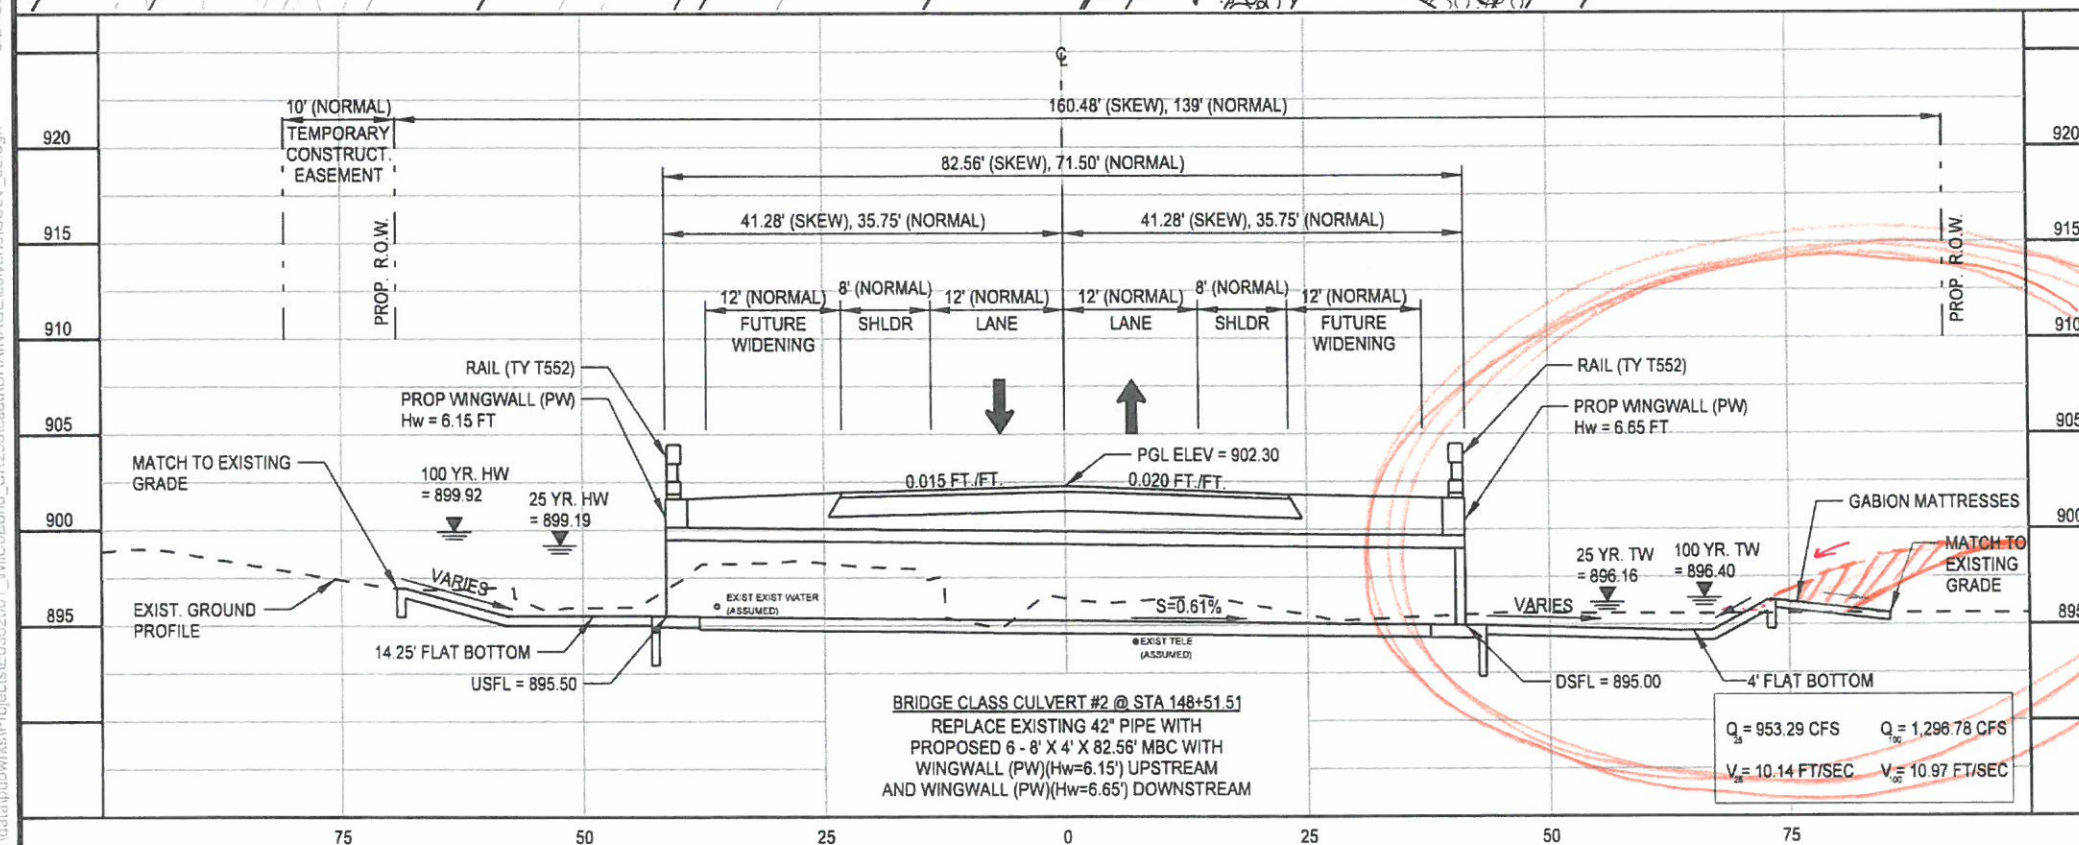 ℄
10' (NORMAL)
160.48' (SKEW), 139' (NORMAL)
TEMPORARY
CONSTRUCT.
EASEMENT
920
920
82.56' (SKEW), 71.50' (NORMAL)
PROP. R.O.W.
PROP. R.O.W.
915
915
41.28' (SKEW), 35.75' (NORMAL)
41.28' (SKEW), 35.75' (NORMAL)
12' (NORMAL)
8' (NORMAL)
12' (NORMAL)
12' (NORMAL)
8' (NORMAL)
12' (NORMAL)
FUTURE
WIDENING
SHLDR
LANE
LANE
SHLDR
FUTURE
WIDENING
910
910
RAIL (TY T552)
RAIL (TY T552)
PROP WINGWALL (PW)
Hw = 6.15 FT
PROP WINGWALL (PW)
Hw = 6.65 FT
905
905
MATCH TO EXISTING
GRADE
100 YR. HW
= 899.92
25 YR. HW
= 899.19
PGL ELEV = 902.30
0.015 FT./FT.
0.020 FT./FT.
GABION MATTRESSES
900
900
25 YR. TW
= 896.16
100 YR. TW
= 896.40
MATCH TO
EXISTING
GRADE
VARIES
EXIST EXIST WATER
(ASSUMED)
S=0.61%
VARIES
EXIST. GROUND
PROFILE
895
895
EXIST TELE
(ASSUMED)
14.25' FLAT BOTTOM
USFL = 895.50
DSFL = 895.00
4' FLAT BOTTOM
BRIDGE CLASS CULVERT #2 @ STA 148+51.51
REPLACE EXISTING 42" PIPE WITH
PROPOSED 6 - 8' X 4' X 82.56' MBC WITH
WINGWALL (PW)(Hw=6.15') UPSTREAM
AND WINGWALL (PW)(Hw=6.65') DOWNSTREAM
Q25= 953.29 CFS Q100= 1,296.78 CFS
V25= 10.14 FT/SEC V100= 10.97 FT/SEC
75 50 25 0 25 50 75